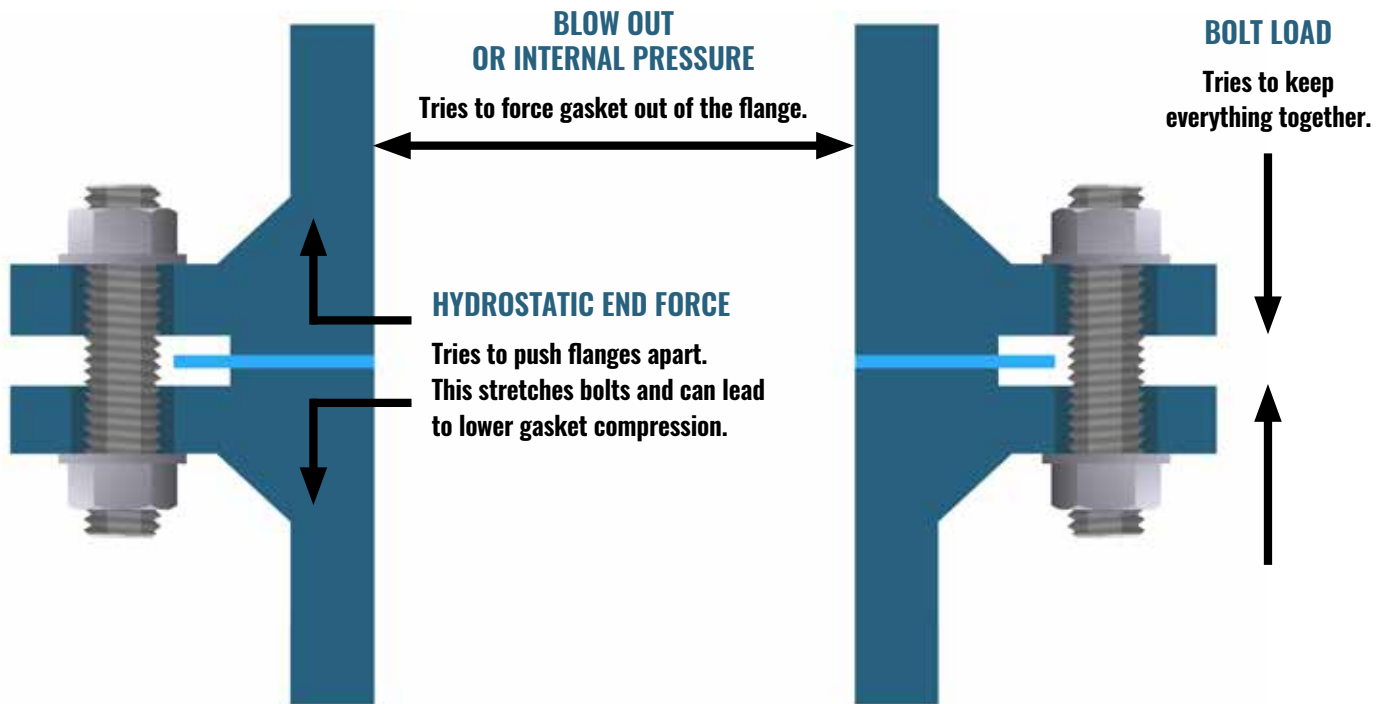 BLOW OUT
OR INTERNAL PRESSURE
Tries to force gasket out of the flange.
BOLT LOAD
Tries to keep
everything together.
HYDROSTATIC END FORCE
Tries to push flanges apart.
This stretches bolts and can lead
to lower gasket compression.